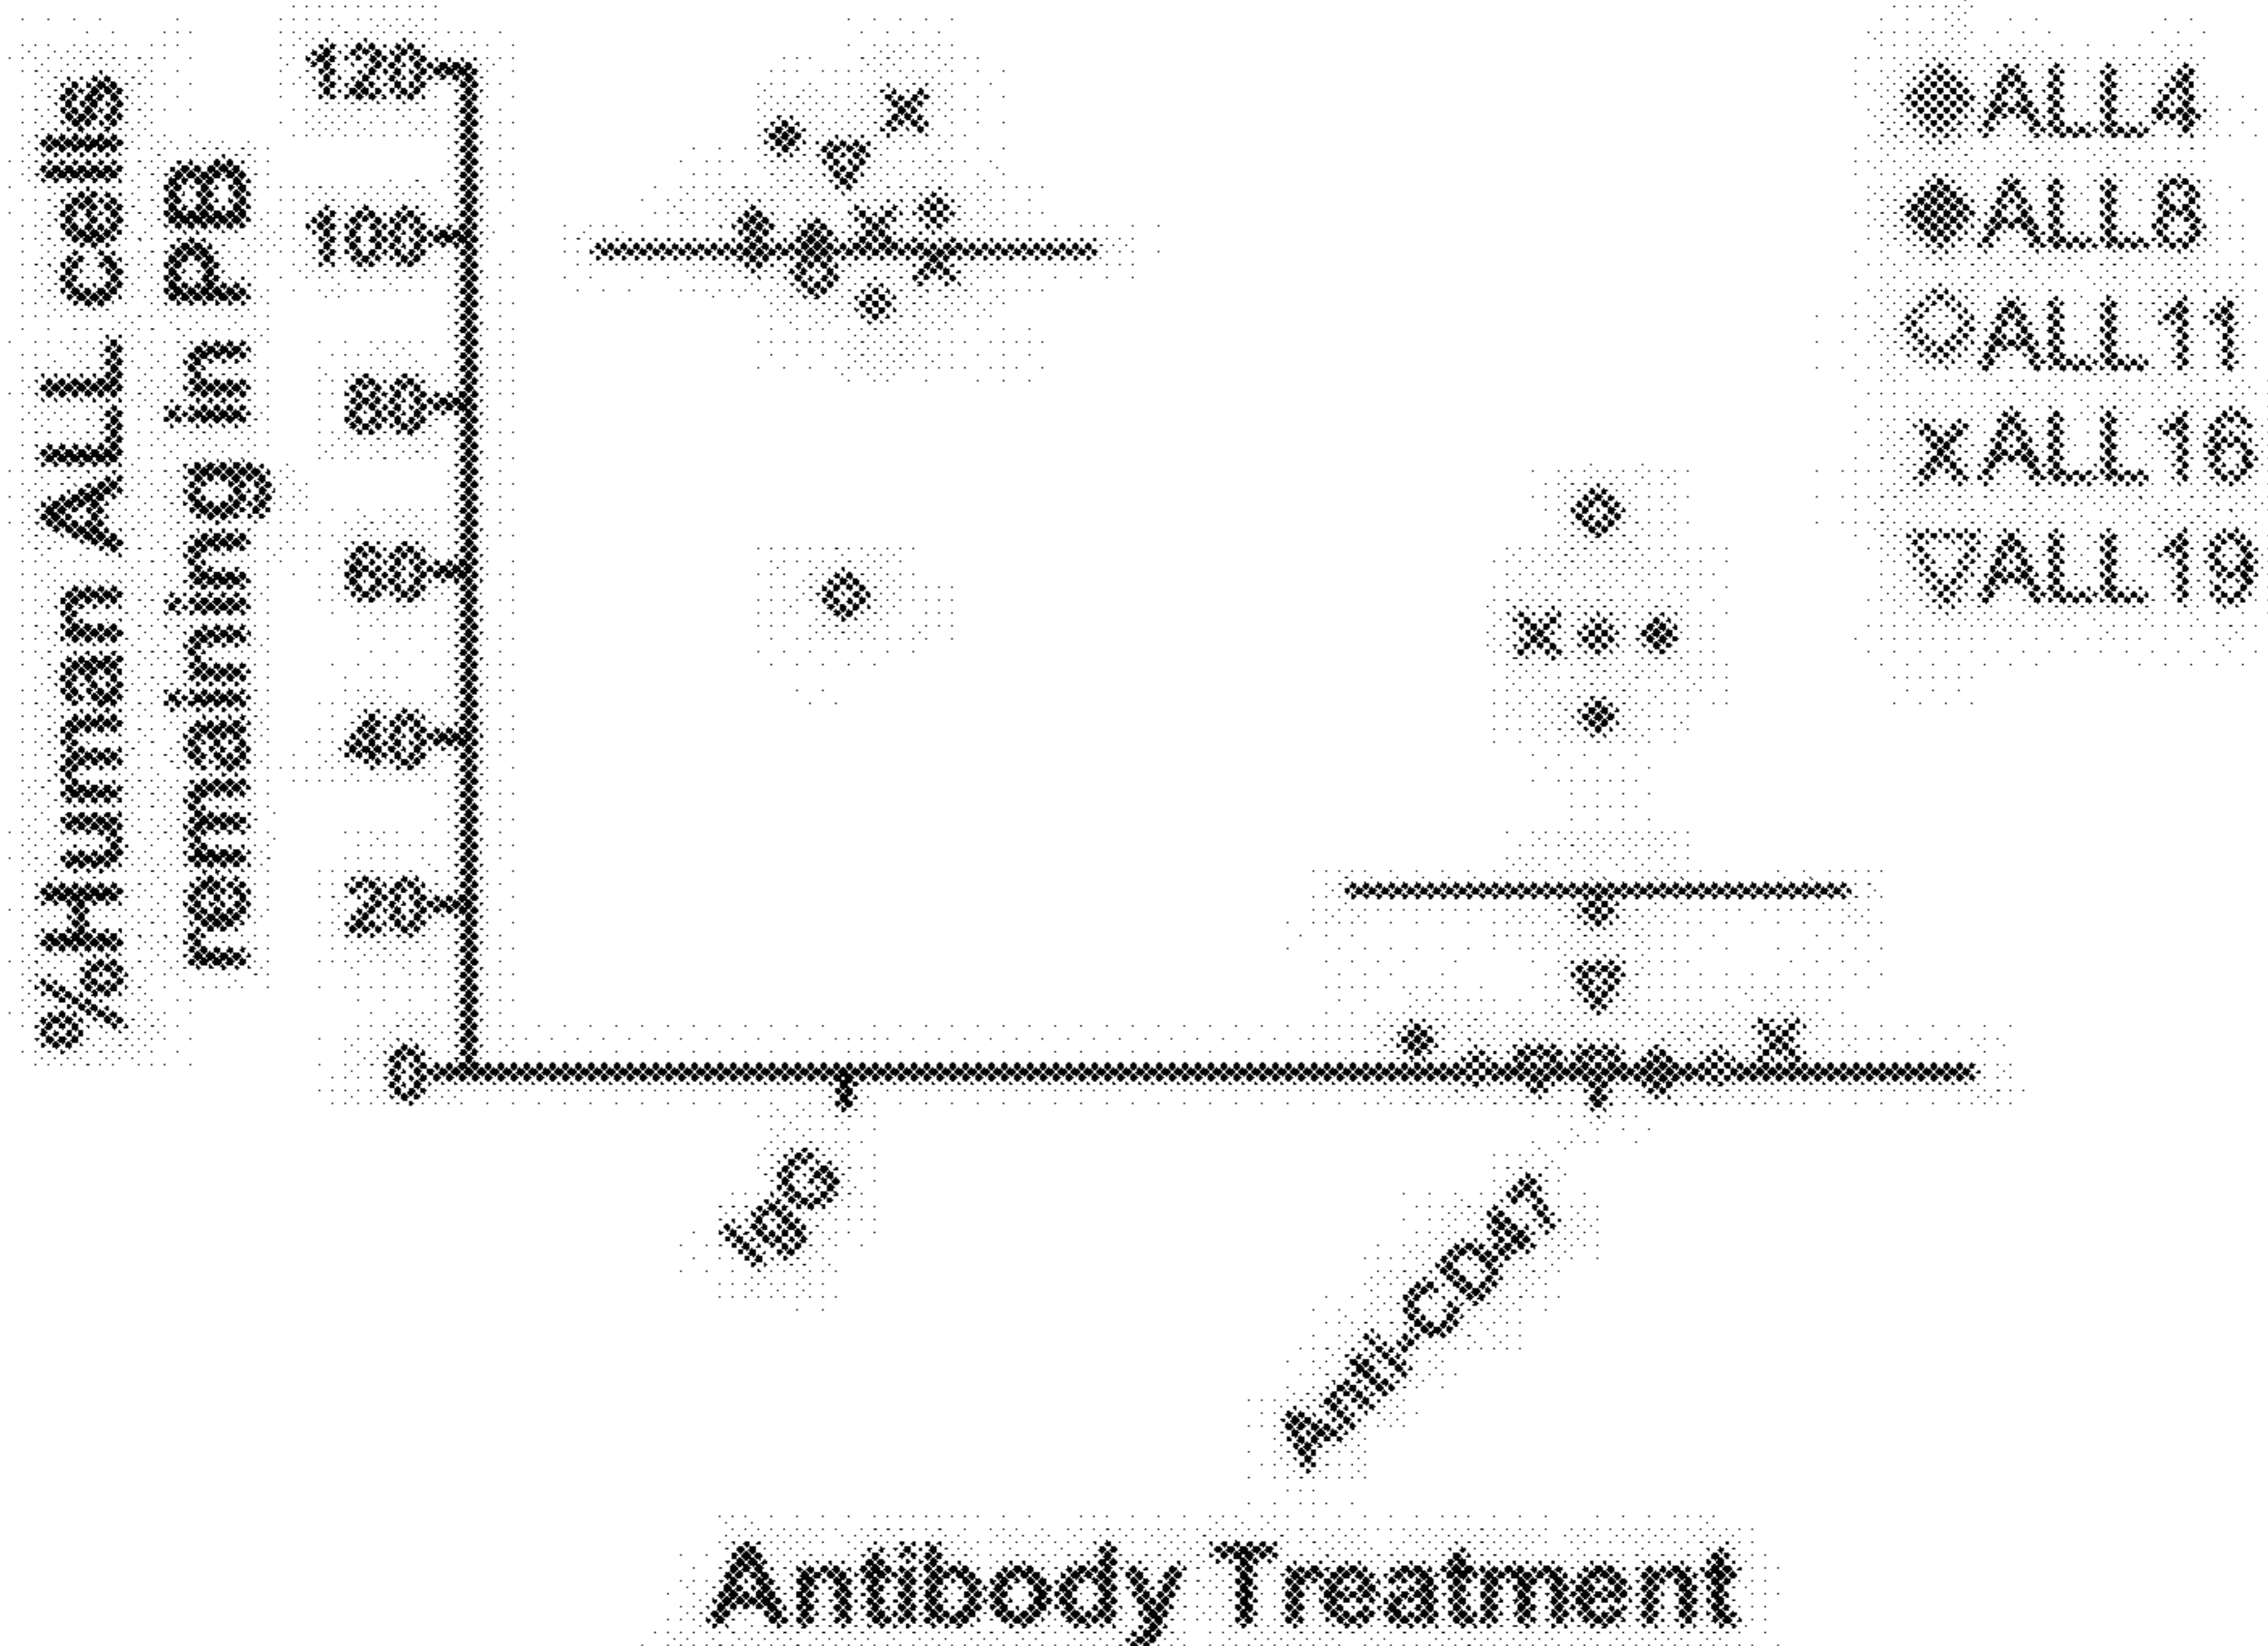 %Human ALL cells
remaining in PB
120
100
80
60
40
20
0
ALL4
ALL8
ALL11
ALL16
ALL19
IgG
Anti-CD47
Antibody Treatment